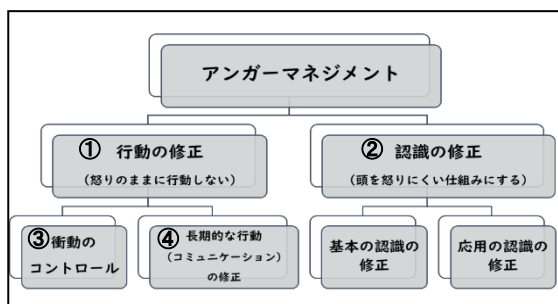 アンガーマネジメント
① 行動の修正
(怒りのままに行動しない)
② 認識の修正
(頭を怒りにくい仕組みにする)
③ 衝動の
コントロール
④ 長期的な行動
(コミュニケーション)
の修正
基本の認識の
修正
応用の認識の
修正